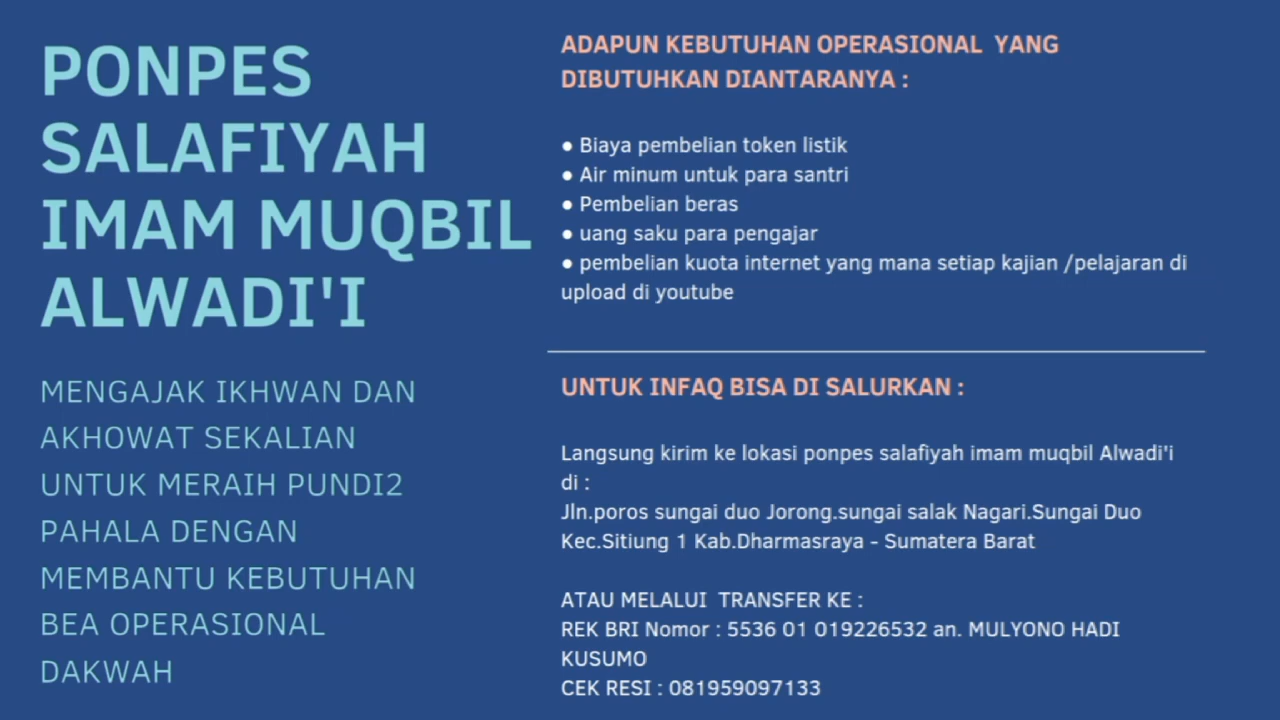 PONPES
SALAFIYAH
IMAM MUQBIL
ALWADI'I
MENGAJAK IKHWAN DAN
AKHOWAT SEKALIAN
UNTUK MERAIH PUNDI2
PAHALA DENGAN
MEMBANTU KEBUTUHAN
BEA OPERASIONAL
DAKWAH
ADAPUN KEBUTUHAN OPERASIONAL YANG
DIBUTUHKAN DIANTARANYA :
● Biaya pembelian token listik
● Air minum untuk para santri
● Pembelian beras
● uang saku para pengajar
● pembelian kuota internet yang mana setiap kajian /pelajaran di
upload di youtube
UNTUK INFAQ BISA DI SALURKAN :
Langsung kirim ke lokasi ponpes salafiyah imam muqbil Alwadi'i
di :
Jln.poros sungai duo Jorong.sungai salak Nagari.Sungai Duo
Kec.Sitiung 1 Kab.Dharmasraya - Sumatera Barat
ATAU MELALUI TRANSFER KE :
REK BRI Nomor : 5536 01 019226532 an. MULYONO HADI
KUSUMO
CEK RESI : 081959097133